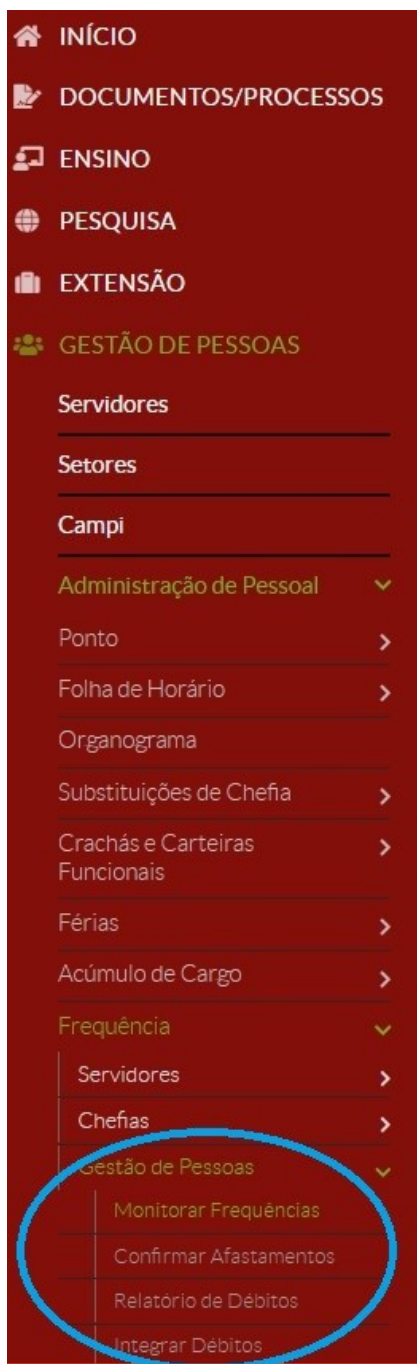 INÍCIO
DOCUMENTOS/PROCESSOS
ENSINO
PESQUISA
EXTENSÃO
GESTÃO DE PESSOAS
Servidores
Setores
Campi
Administração de Pessoal
Ponto
Folha de Horário
Organograma
Substituições de Chefia
Crachás e Carteiras
Funcionais
Férias
Acúmulo de Cargo
Frequência
Servidores
Chefias
Gestão de Pessoas
Monitorar Frequências
Confirmar Afastamentos
Relatório de Débitos
Integrar Débitos